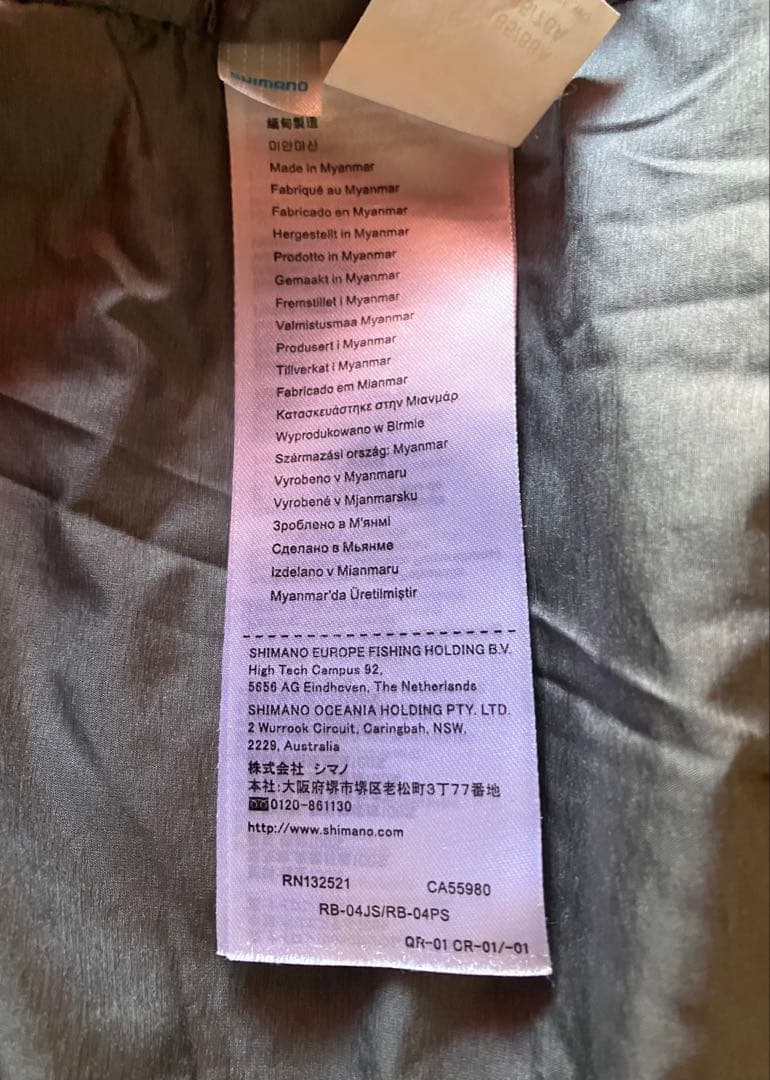 SHIMANO
緬甸製造
미얀마산
Made in Myanmar
Fabriqué au Myanmar
Fabricado en Myanmar
Hergestellt in Myanmar
Prodotto in Myanmar
Gemaakt in Myanmar
Fremstillet i Myanmar
Valmistusmaa Myanmar
Produsert i Myanmar
Tillverkat i Myanmar
Fabricado em Mianmar
Κατασκευάστηκε στην Μιανμάρ
Wyprodukowano w Birmie
Származási ország: Myanmar
Vyrobeno v Myanmaru
Vyrobené v Mjanmarsku
Зроблено в М'янмі
Сделано в Мьянме
Izdelano v Mianmaru
Myanmar'da Üretilmiştir
SHIMANO EUROPE FISHING HOLDING B.V.
High Tech Campus 92,
5656 AG Eindhoven, The Netherlands
SHIMANO OCEANIA HOLDING PTY. LTD.
2 Wurrook Circuit, Caringbah, NSW,
2229, Australia
株式会社 シマノ
本社:大阪府堺市堺区老松町3丁77番地
0120-861130
http://www.shimano.com
RN132521 CA55980
RB-04JS/RB-04PS
QR-01 CR-01/-01